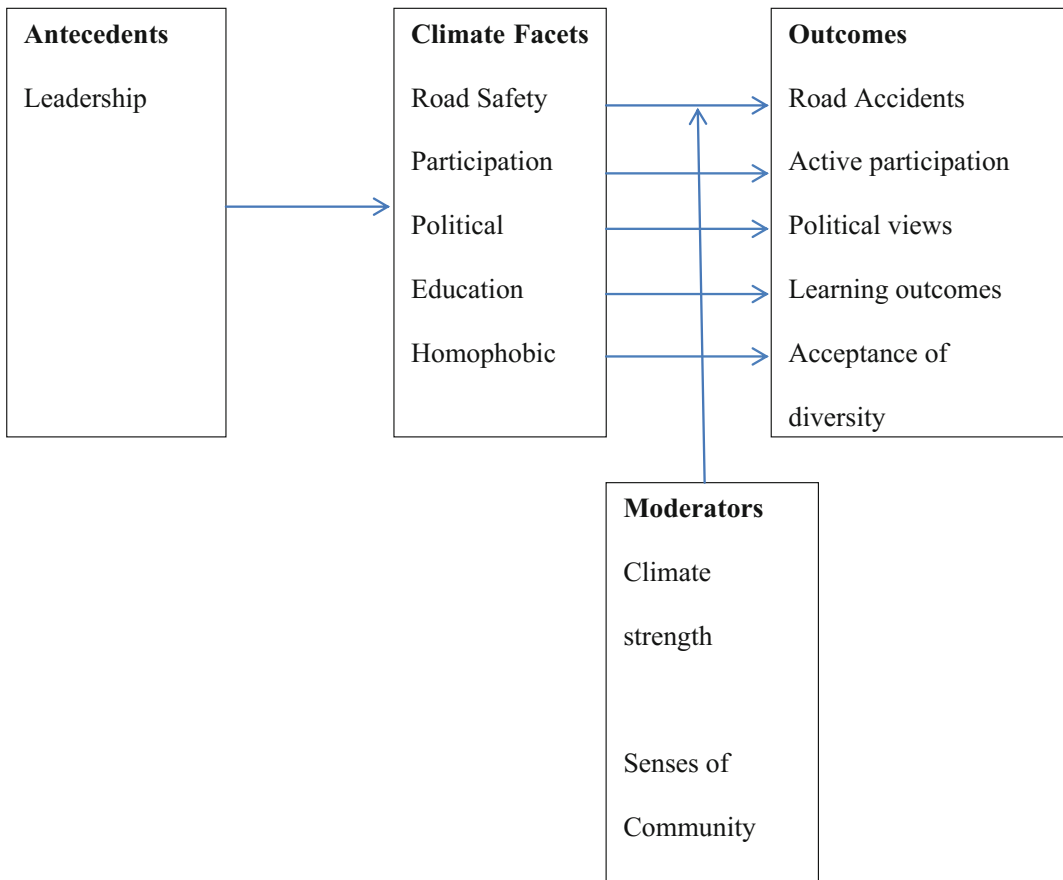 Antecedents
Leadership
Climate Facets
Road Safety
Participation
Political
Education
Homophobic
Outcomes
Road Accidents
Active participation
Political views
Learning outcomes
Acceptance of
diversity
Moderators
Climate
strength
Senses of
Community